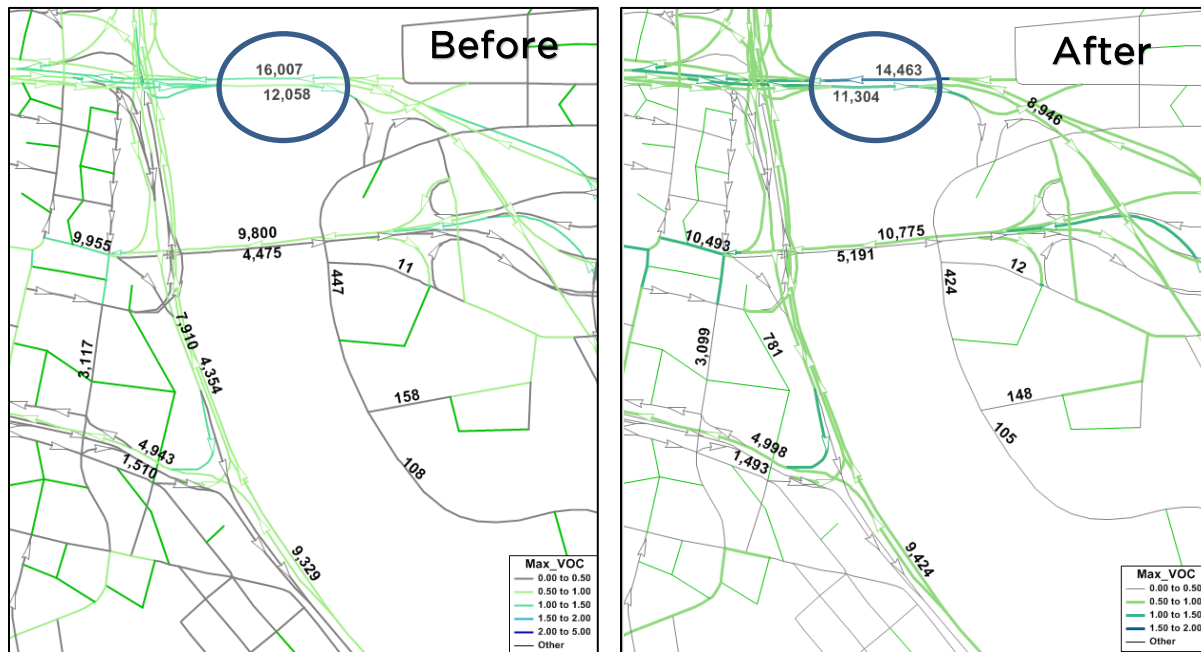 Before
16,007
12,058
9,955
9,800
4,475
11
447
7,910
4,354
3,117
158
4,943
1,510
108
9,329
Max_VOC
0.00 to 0.50
0.50 to 1.00
1.00 to 1.50
1.50 to 2.00
2.00 to 5.00
Other
After
14,463
11,304
8,946
10,493
10,775
5,191
12
424
781
3,099
148
105
4,998
1,493
9,424
Max_VOC
0.00 to 0.50
0.50 to 1.00
1.00 to 1.50
1.50 to 2.00
Other